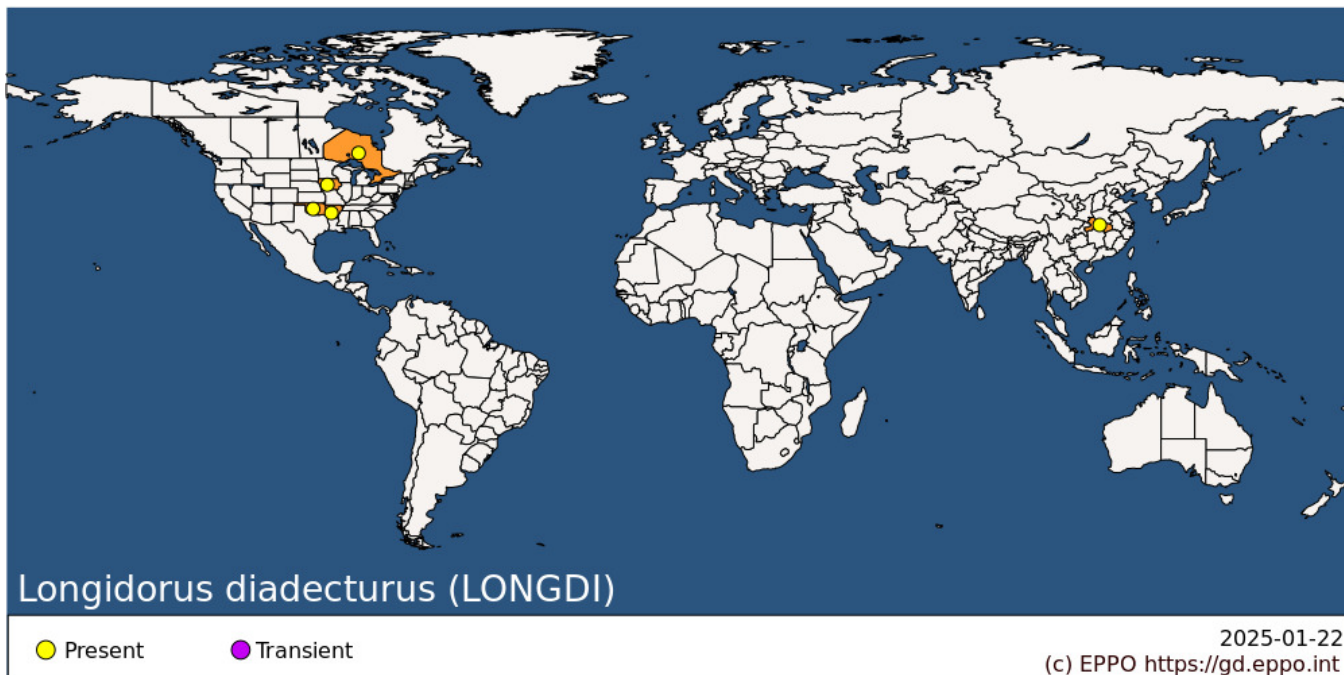 Longidorus diadecturus (LONGDI)
Present
Transient
2025-01-22
(c) EPPO https://gd.eppo.int